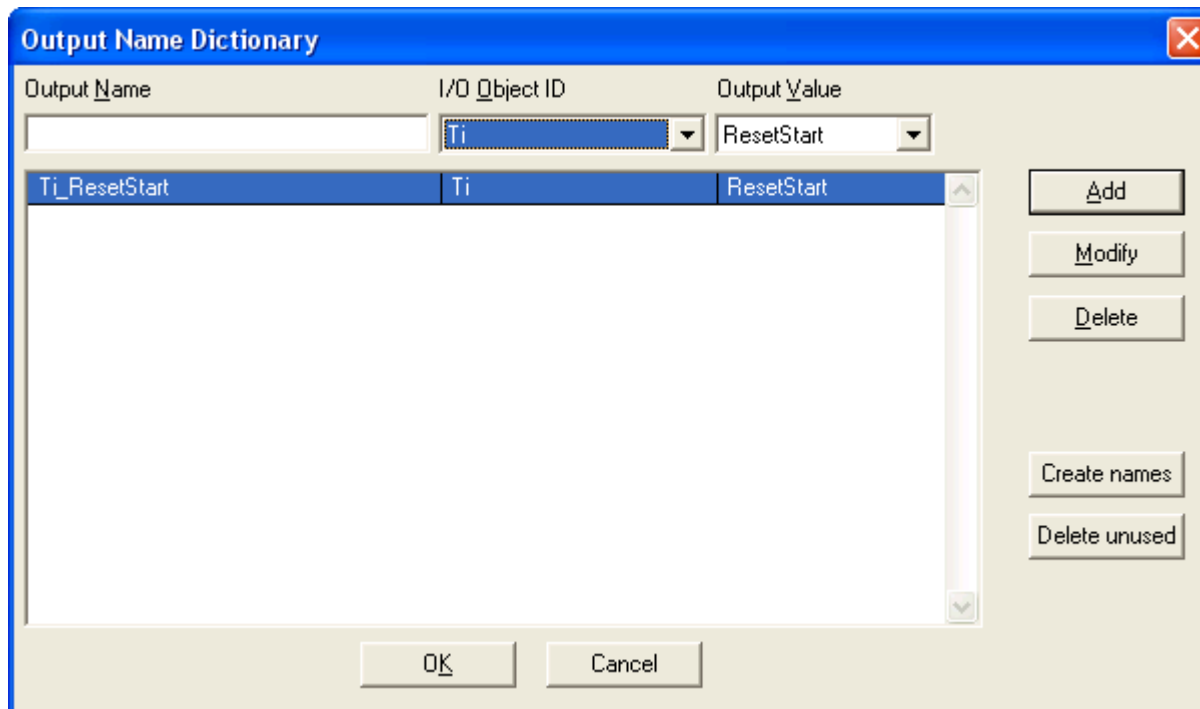 Output Name Dictionary
Output Name I/O Object ID Output Value
Ti ResetStart
Ti_ResetStart Ti ResetStart
Add
Modify
Delete
Create names
Delete unused
OK Cancel